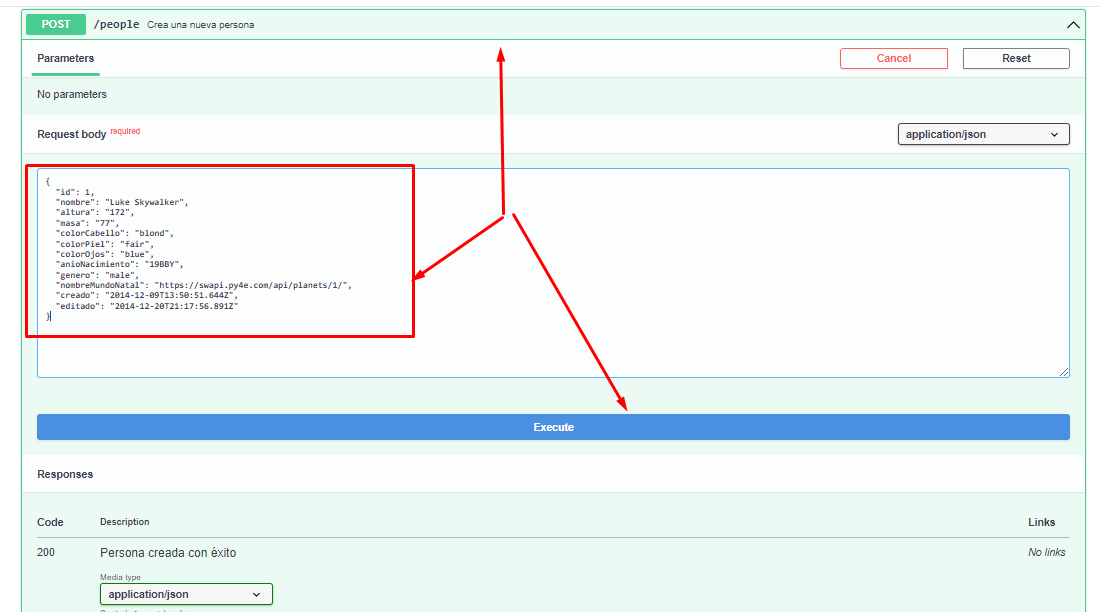 POST /people Crea una nueva persona
Parameters
Cancel
Reset
No parameters
Request body required
application/json
{
"id": 1,
"nombre": "Luke Skywalker",
"altura": "172",
"masa": "77",
"colorCabello": "blond",
"colorPiel": "fair",
"colorOjos": "blue",
"anioNacimiento": "19BBY",
"genero": "male",
"nombreMundoNatal": "https://swapi.py4e.com/api/planets/1/",
"creado": "2014-12-09T13:50:51.644Z",
"editado": "2014-12-20T21:17:56.891Z"
}
Execute
Responses
Code Description Links
200 Persona creada con éxito No links
Media type
application/json